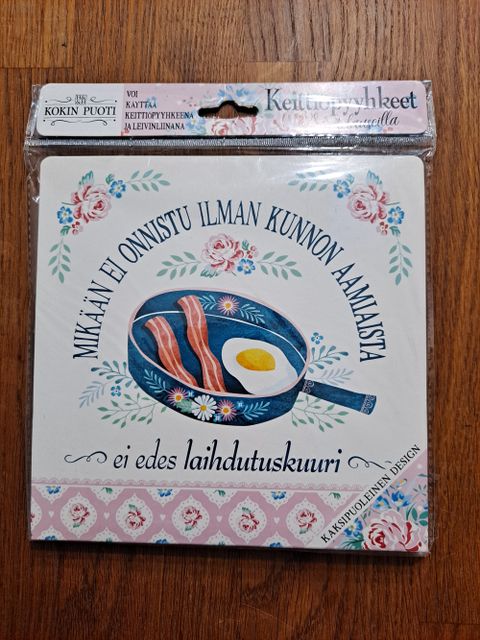 KOKIN PUOTI
VOI
KÄYTTÄÄ
KEITTIÖPYYHKEENÄ
JA LEIVINLIINANA
Keittiöpyyhkeet
MIKÄÄN EI ONNISTU ILMAN KUNNON AAMIAISTA
ei edes laihdutuskuuri
KAKSIPUOLEINEN DESIGN